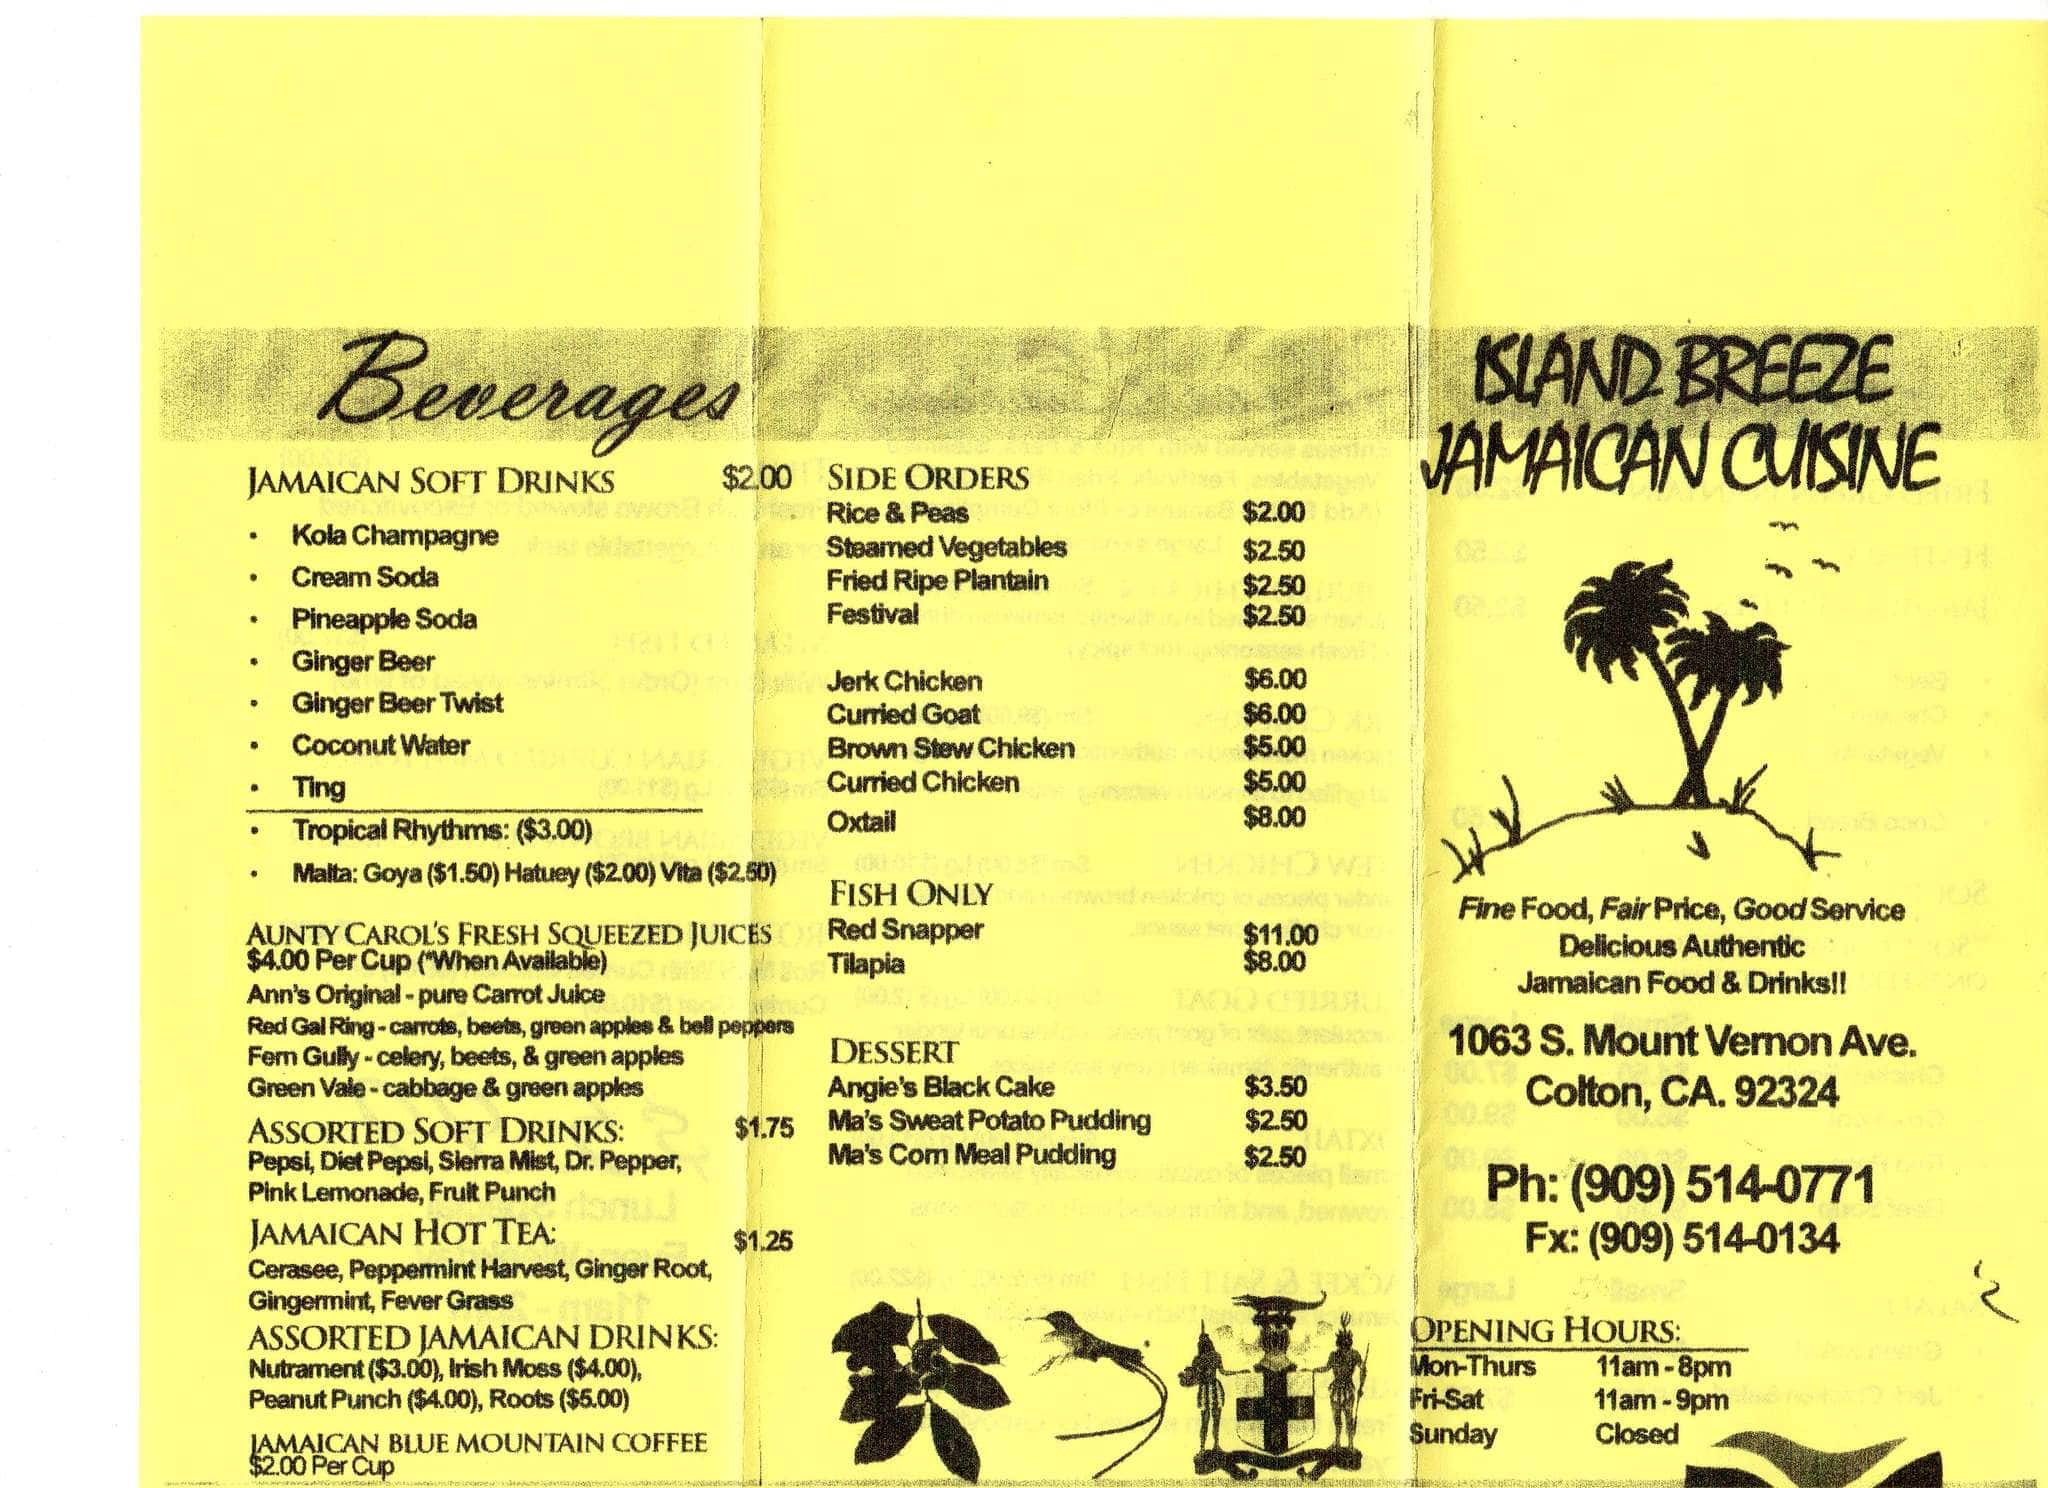 Beverages
JAMAICAN SOFT DRINKS $2.00
• Kola Champagne
• Cream Soda
• Pineapple Soda
• Ginger Beer
• Ginger Beer Twist
• Coconut Water
• Ting
• Tropical Rhythms: ($3.00)
• Malta: Goya ($1.50) Hatuey ($2.00) Vita ($2.50)
AUNTY CAROL'S FRESH SQUEEZED JUICES
$4.00 Per Cup (*When Available)
Ann's Original - pure Carrot Juice
Red Gal Ring - carrots, beets, green apples & bell peppers
Fern Gully - celery, beets, & green apples
Green Vale - cabbage & green apples
ASSORTED SOFT DRINKS: $1.75
Pepsi, Diet Pepsi, Sierra Mist, Dr. Pepper,
Pink Lemonade, Fruit Punch
JAMAICAN HOT TEA: $1.25
Cerasee, Peppermint Harvest, Ginger Root,
Gingermint, Fever Grass
ASSORTED JAMAICAN DRINKS:
Nutrament ($3.00), Irish Moss ($4.00),
Peanut Punch ($4.00), Roots ($5.00)
JAMAICAN BLUE MOUNTAIN COFFEE
$2.00 Per Cup
SIDE ORDERS
Rice & Peas $2.00
Steamed Vegetables $2.50
Fried Ripe Plantain $2.50
Festival $2.50
Jerk Chicken $6.00
Curried Goat $6.00
Brown Stew Chicken $5.00
Curried Chicken $5.00
Oxtail $8.00
FISH ONLY
Red Snapper $11.00
Tilapia $8.00
DESSERT
Angie's Black Cake $3.50
Ma's Sweat Potato Pudding $2.50
Ma's Corn Meal Pudding $2.50
ISLAND BREEZE
JAMAICAN CUISINE
Fine Food, Fair Price, Good Service
Delicious Authentic
Jamaican Food & Drinks!!
1063 S. Mount Vernon Ave.
Colton, CA. 92324
Ph: (909) 514-0771
Fx: (909) 514-0134
OPENING HOURS:
Mon-Thurs 11am - 8pm
Fri-Sat 11am - 9pm
Sunday Closed